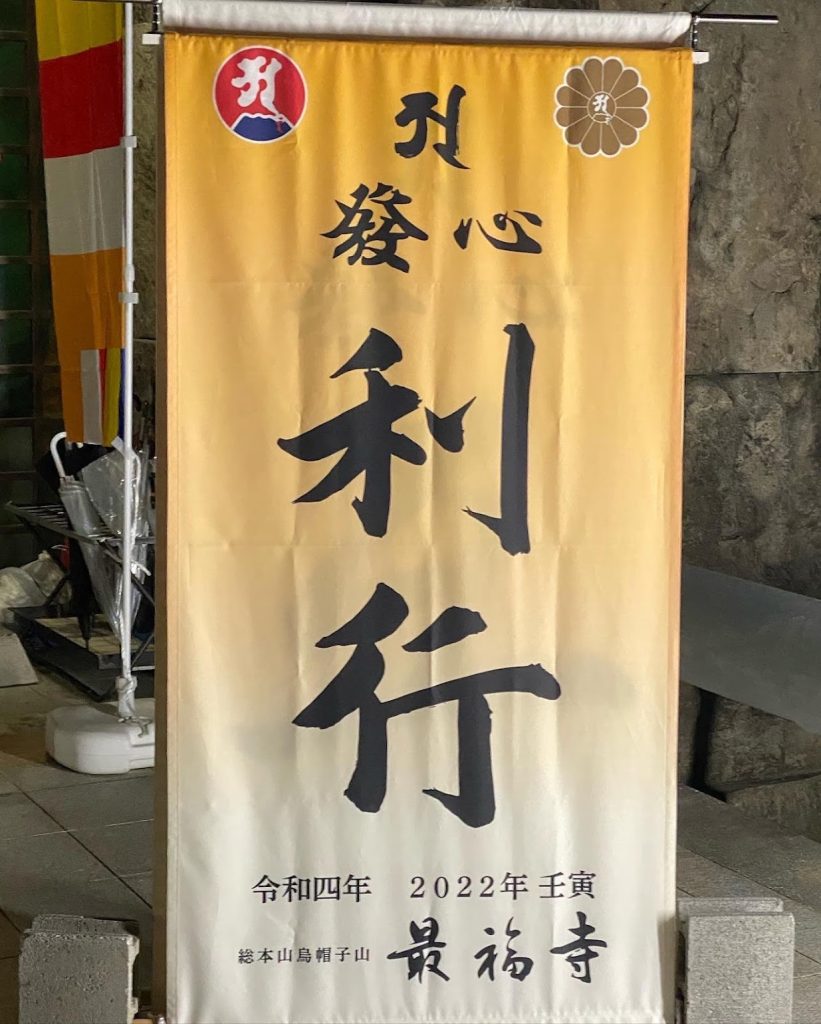 發心
利
行
令和四年　2022年 壬寅
総本山烏帽子山 最福寺